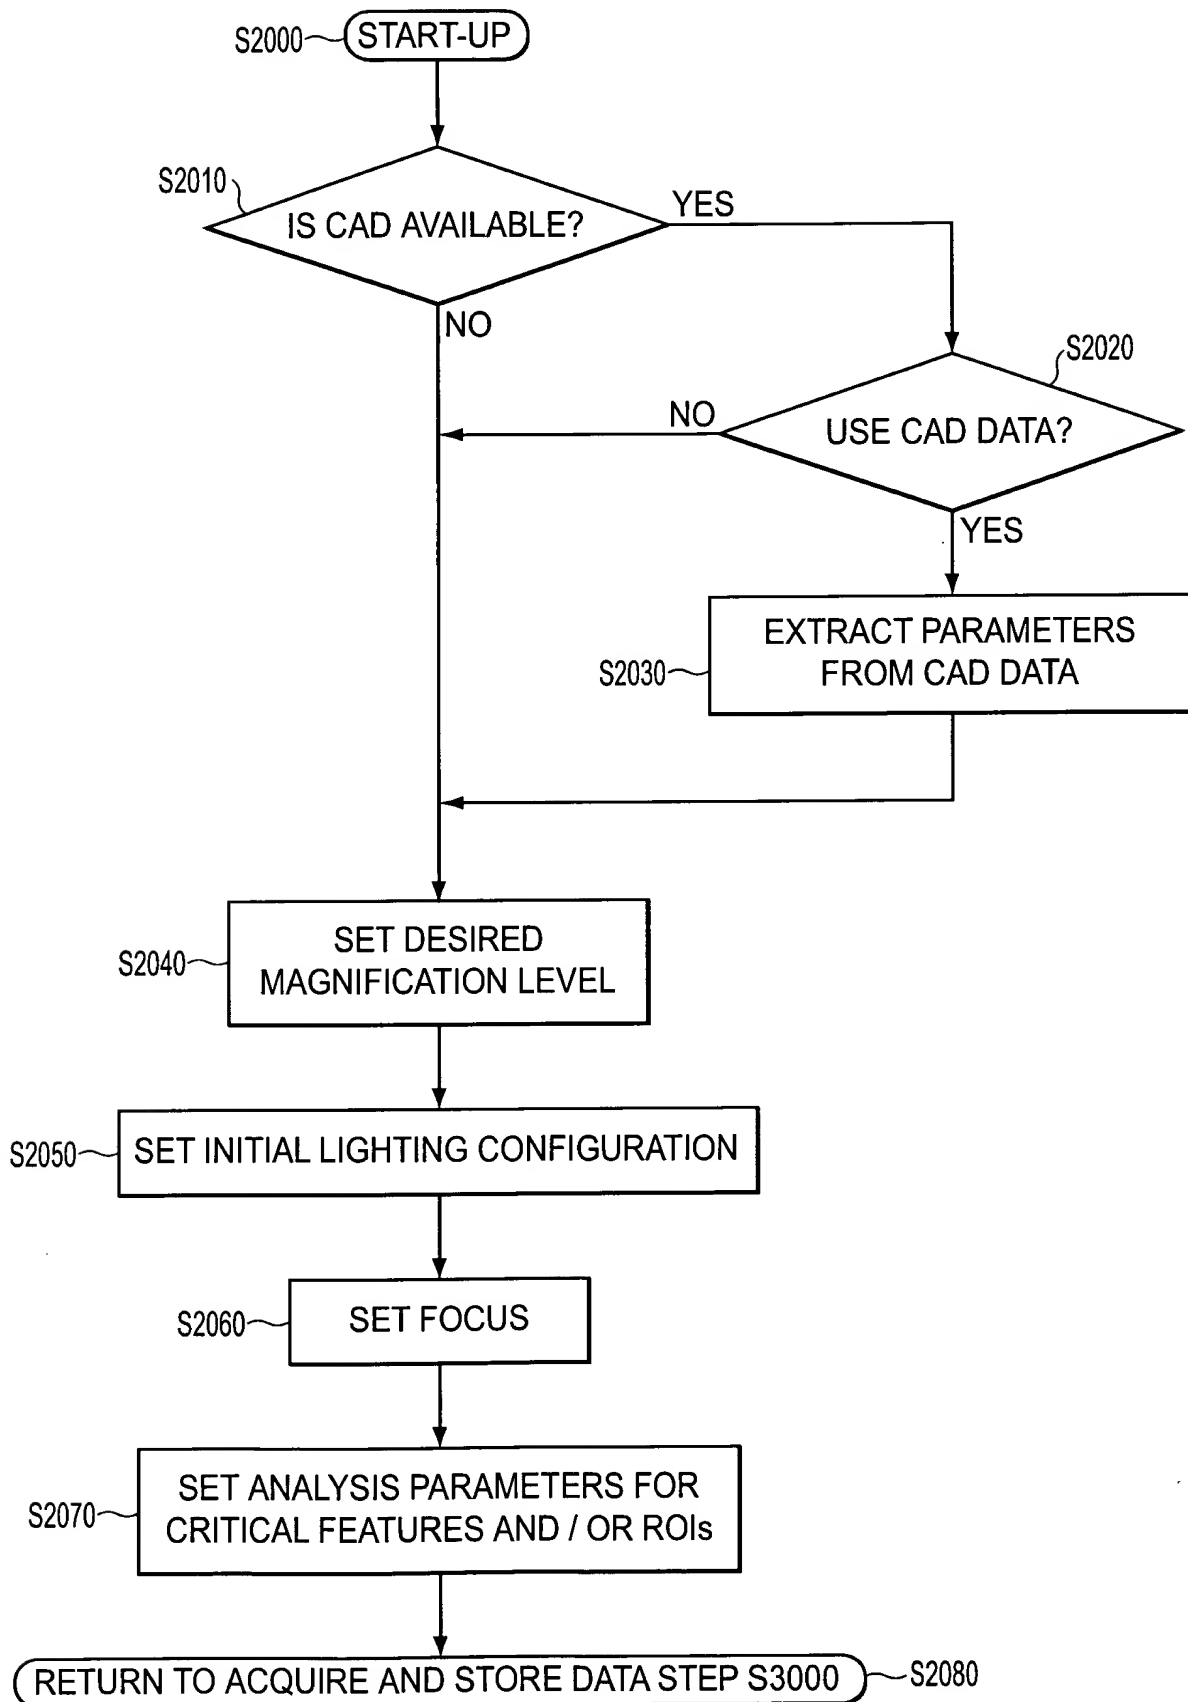 S2000
START-UP
S2010
IS CAD AVAILABLE?
YES
NO
S2020
NO
USE CAD DATA?
YES
EXTRACT PARAMETERS
FROM CAD DATA
S2030
SET DESIRED
MAGNIFICATION LEVEL
S2040
S2050
SET INITIAL LIGHTING CONFIGURATION
S2060
SET FOCUS
SET ANALYSIS PARAMETERS FOR
CRITICAL FEATURES AND / OR ROIs
S2070
RETURN TO ACQUIRE AND STORE DATA STEP S3000
S2080